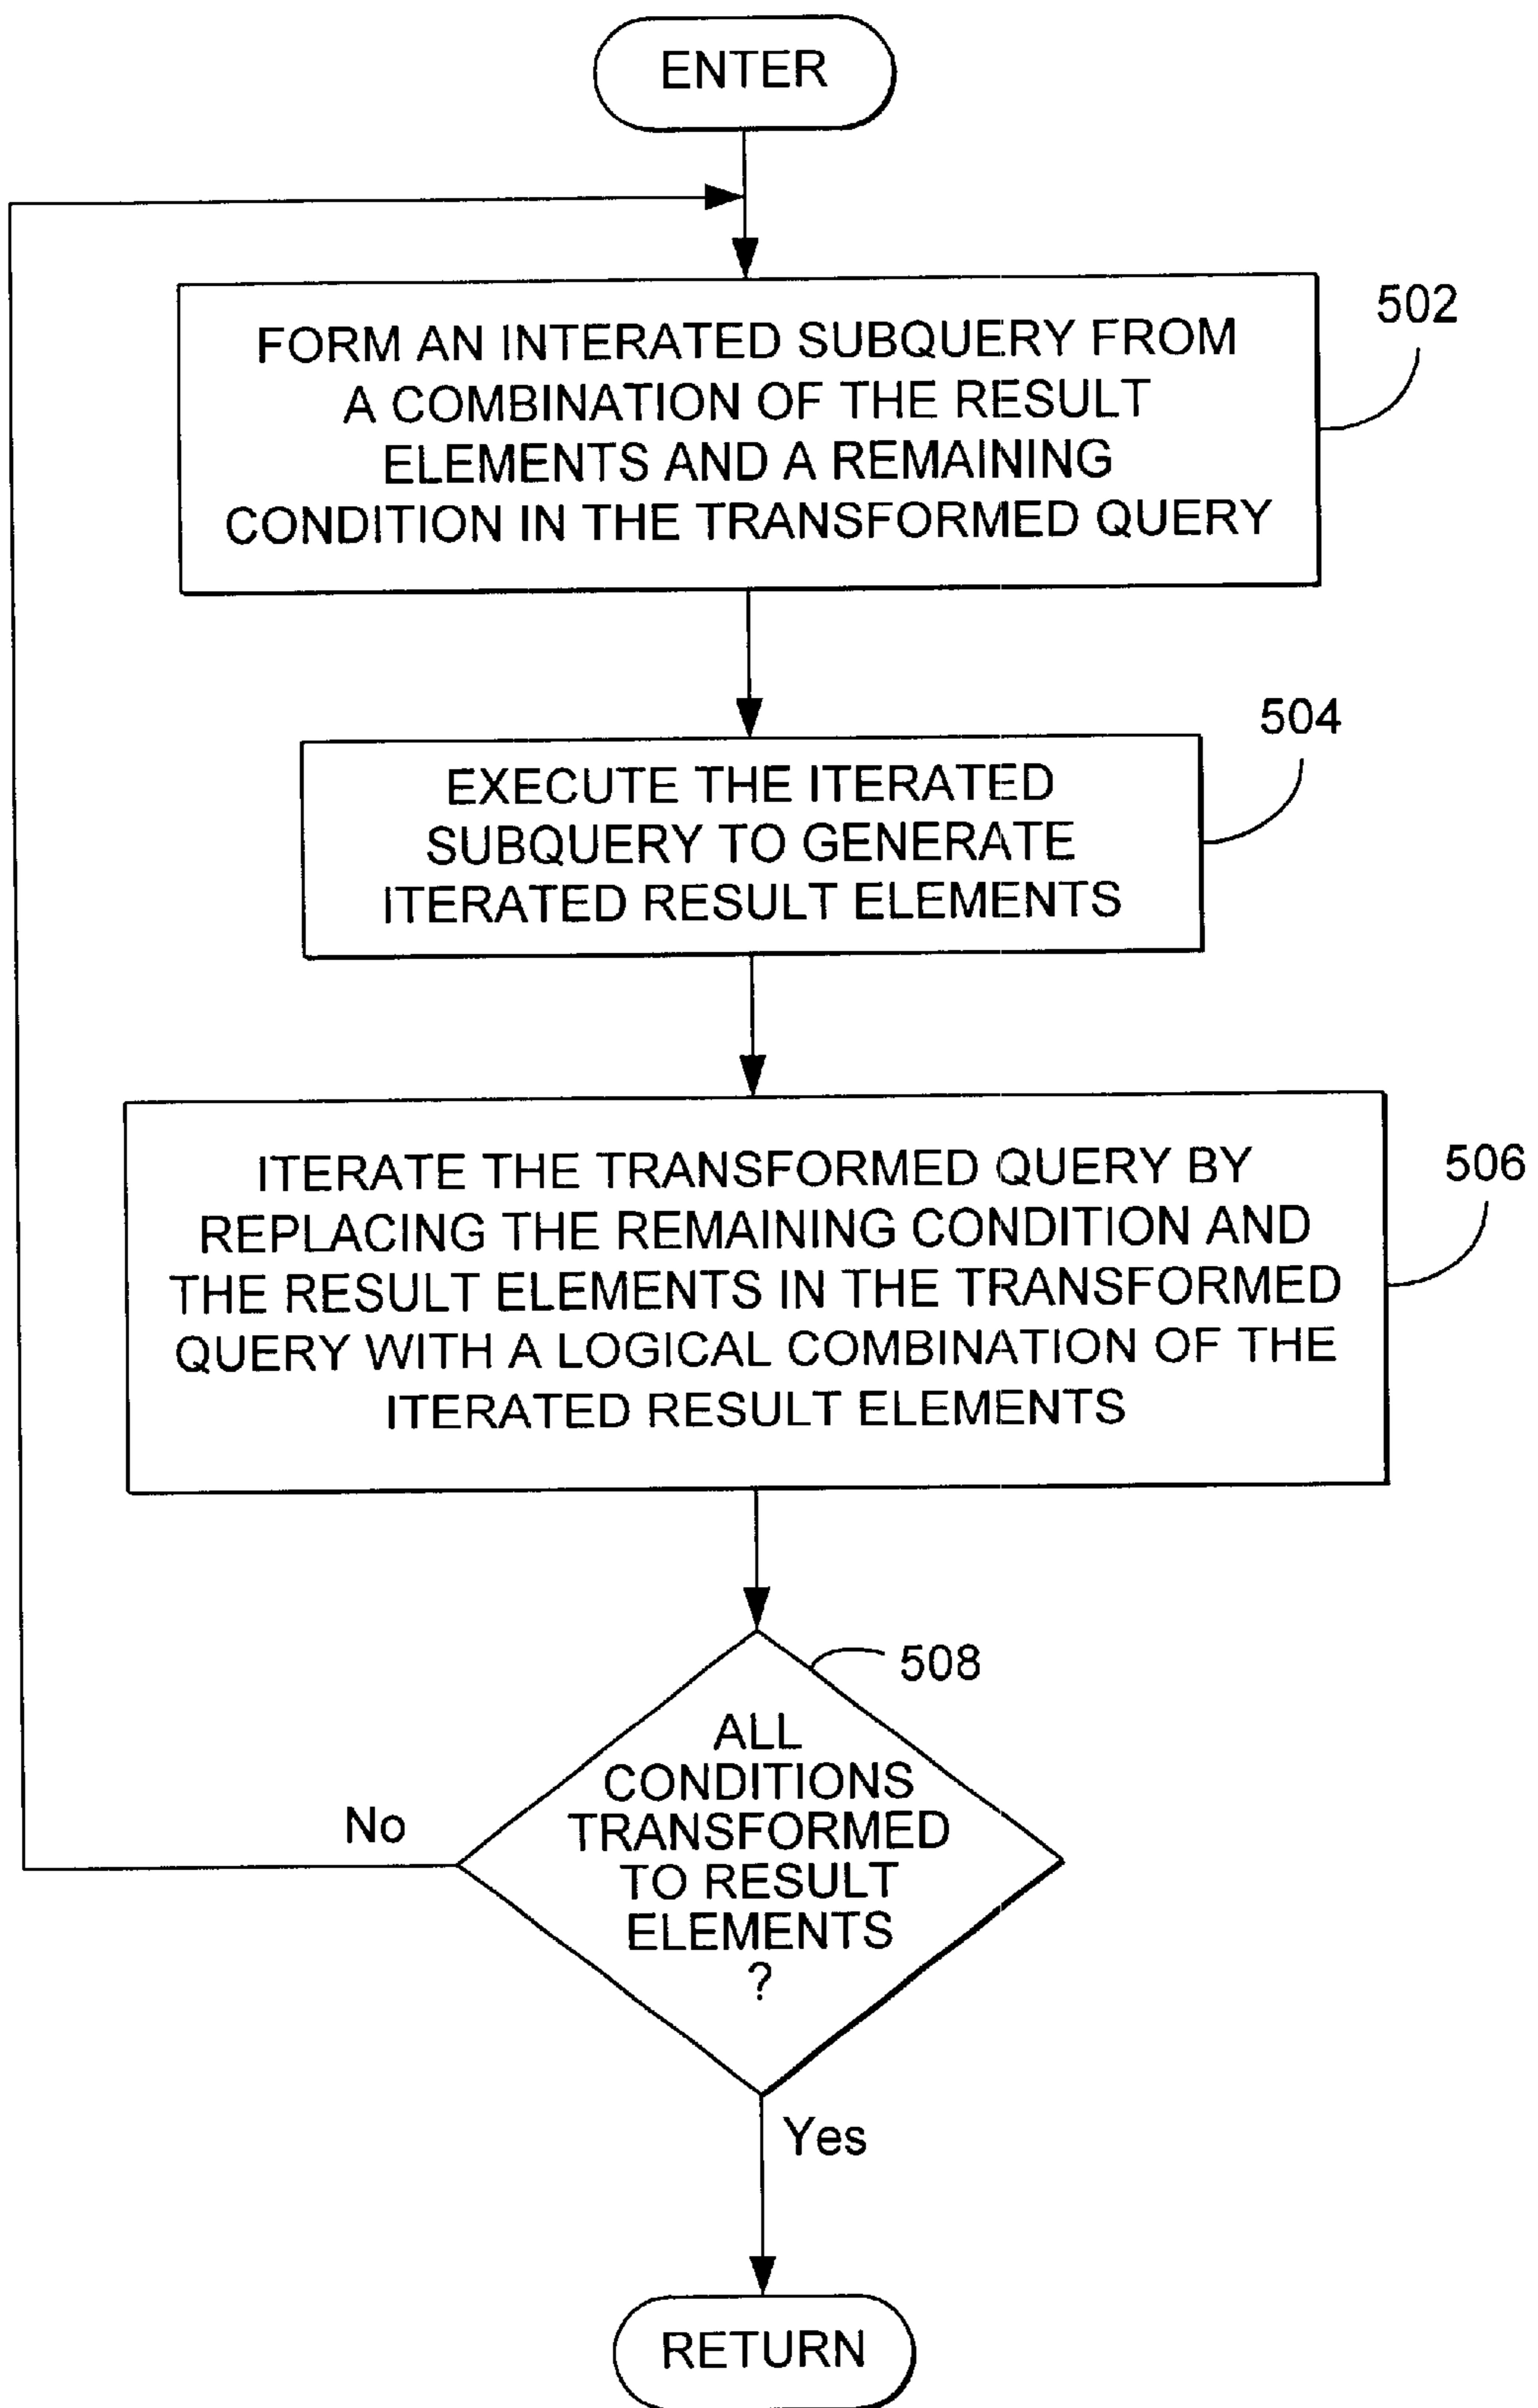 ENTER
502
FORM AN INTERATED SUBQUERY FROM
A COMBINATION OF THE RESULT
ELEMENTS AND A REMAINING
CONDITION IN THE TRANSFORMED QUERY
504
EXECUTE THE ITERATED
SUBQUERY TO GENERATE
ITERATED RESULT ELEMENTS
506
ITERATE THE TRANSFORMED QUERY BY
REPLACING THE REMAINING CONDITION AND
THE RESULT ELEMENTS IN THE TRANSFORMED
QUERY WITH A LOGICAL COMBINATION OF THE
ITERATED RESULT ELEMENTS
508
ALL
CONDITIONS
TRANSFORMED
TO RESULT
ELEMENTS
?
No
Yes
RETURN